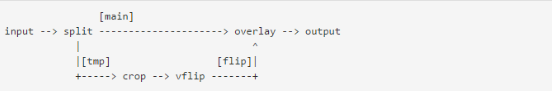 [main]
input --> split ---------------------> overlay --> output
            |                             ^
            |[tmp]                  [flip]|
            +-----> crop --> vflip -------+